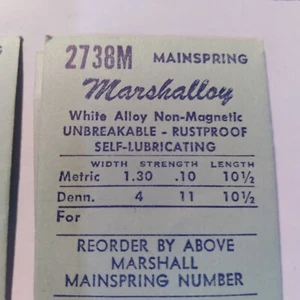 2738M MAINSPRING
Marshalloy
White Alloy Non-Magnetic
UNBREAKABLE - RUSTPROOF
SELF-LUBRICATING
WIDTH STRENGTH LENGTH
Metric 1.30 .10 10½
Denn. 4 11 10½
For
REORDER BY ABOVE
MARSHALL
MAINSPRING NUMBER